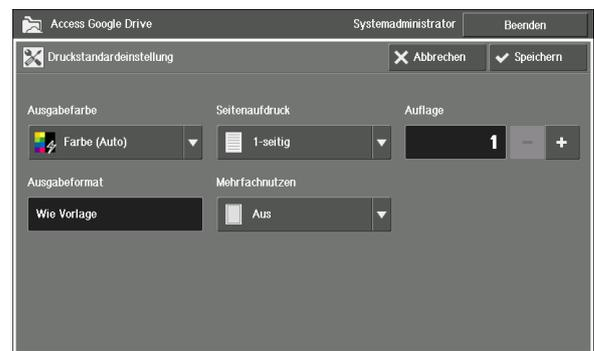 Access Google Drive Systemadministrator Beenden
Druckstandardeinstellung Abbrechen Speichern
Ausgabefarbe Seitenaufdruck Auflage
Farbe (Auto) 1-seitig 1 − +
Ausgabeformat Mehrfachnutzen
Wie Vorlage Aus